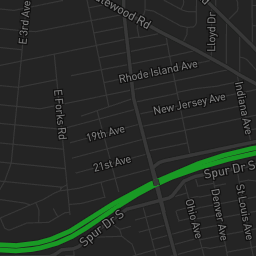 E 3rd Ave
Lloyd Dr
Rhode Island Ave
Indiana Ave
New Jersey Ave
E Forks Rd
19th Ave
21st Ave
Spur Dr S
Spur Dr S
Ohio Ave
Denver Ave
St Louis Ave